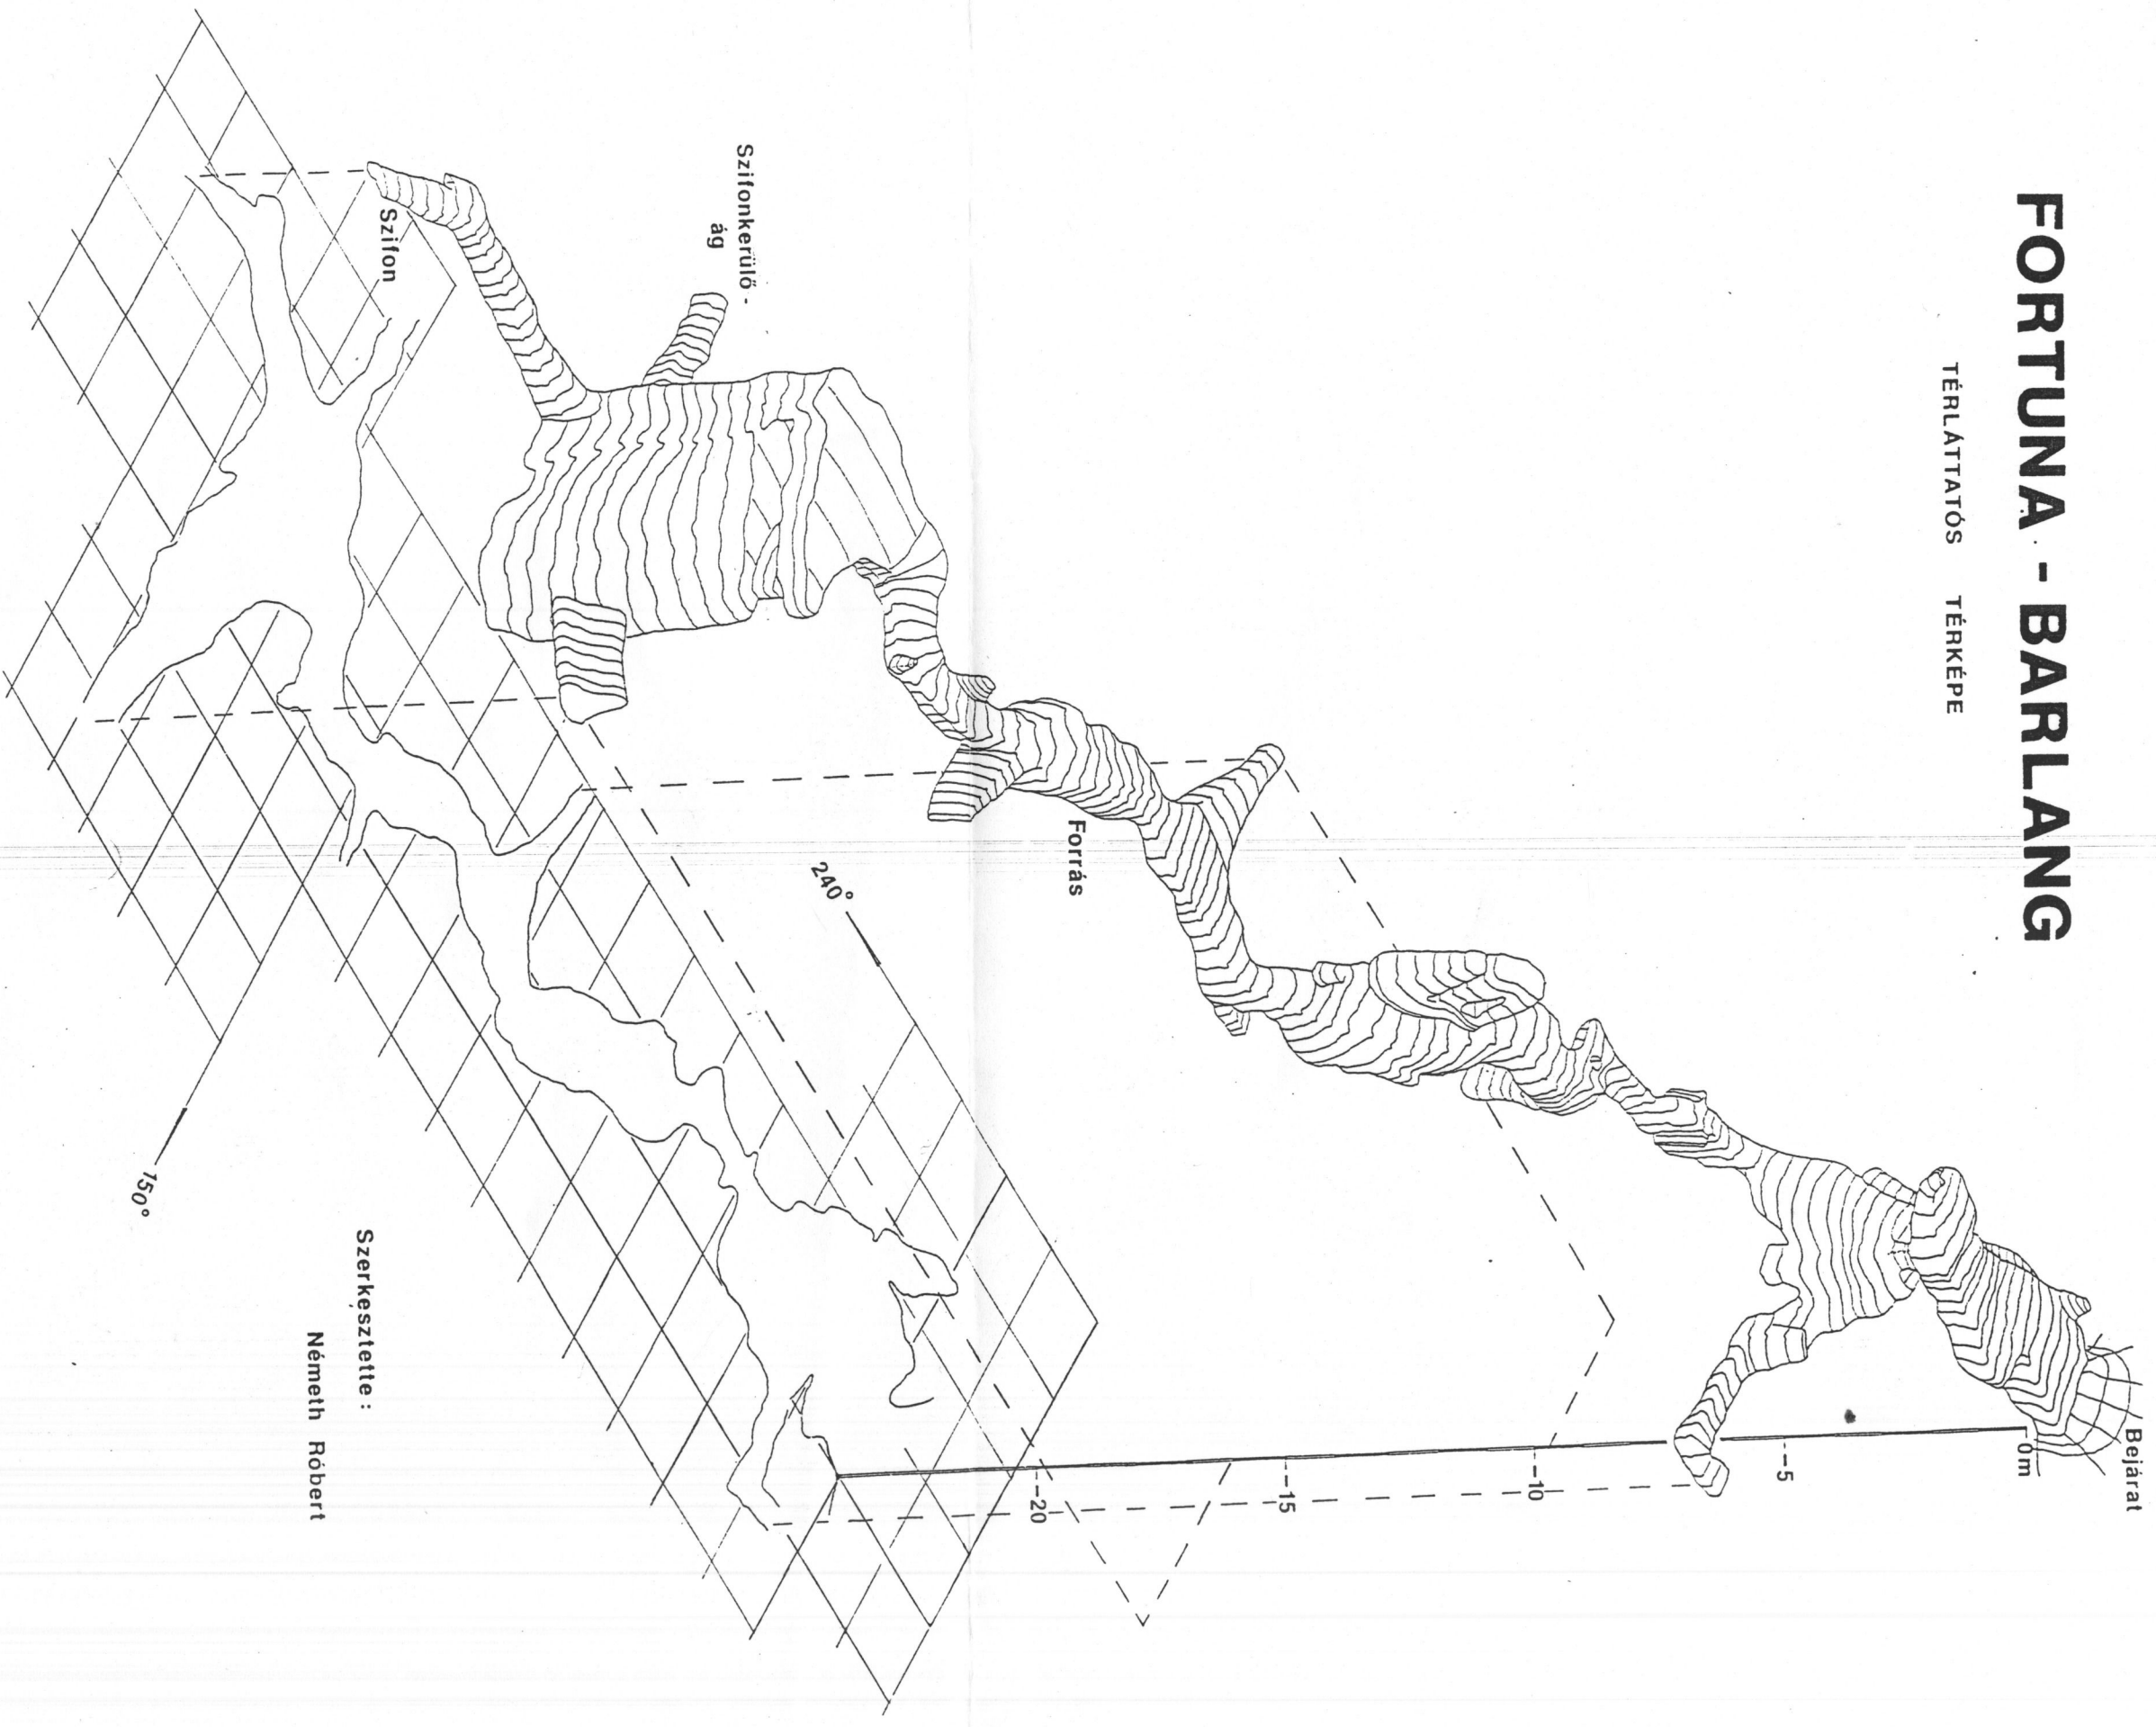 FORTUNA - BARLANG
TÉRLÁTTATÓS TÉRKÉPE
Bejárat
0m
-5
-10
-15
-20
Forrás
240°
Szifonkerülő -
ág
Szifon
150°
Szerkesztette :
Németh Róbert